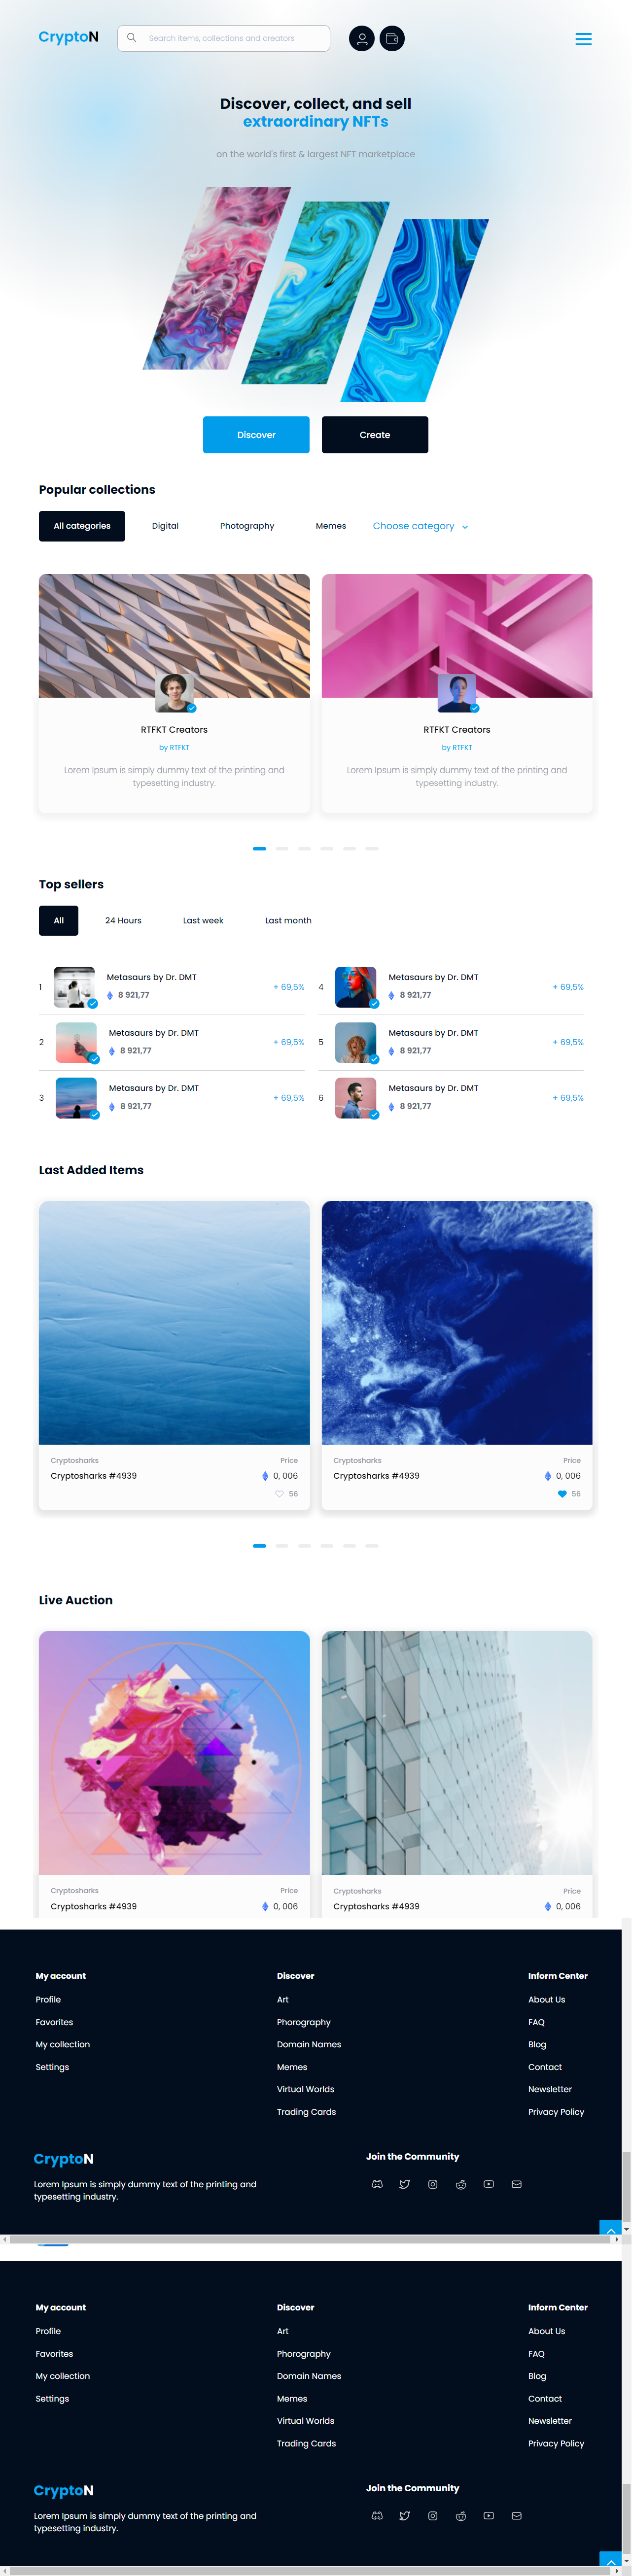 CryptoN
Search items, collections and creators
Discover, collect, and sell
extraordinary NFTs
on the world's first & largest NFT marketplace
Discover
Create
Popular collections
All categories
Digital
Photography
Memes
Choose category
RTFKT Creators
by RTFKT
Lorem Ipsum is simply dummy text of the printing and
typesetting industry.
RTFKT Creators
by RTFKT
Lorem Ipsum is simply dummy text of the printing and
typesetting industry.
Top sellers
All
24 Hours
Last week
Last month
1
Metasaurs by Dr. DMT
8 921,77
+ 69,5%
2
Metasaurs by Dr. DMT
8 921,77
+ 69,5%
3
Metasaurs by Dr. DMT
8 921,77
+ 69,5%
4
Metasaurs by Dr. DMT
8 921,77
+ 69,5%
5
Metasaurs by Dr. DMT
8 921,77
+ 69,5%
6
Metasaurs by Dr. DMT
8 921,77
+ 69,5%
Last Added Items
Cryptosharks
Price
Cryptosharks #4939
0, 006
56
Cryptosharks
Price
Cryptosharks #4939
0, 006
56
Live Auction
Cryptosharks
Price
Cryptosharks #4939
0, 006
Cryptosharks
Price
Cryptosharks #4939
0, 006
My account
Profile
Favorites
My collection
Settings
Discover
Art
Phorography
Domain Names
Memes
Virtual Worlds
Trading Cards
Inform Center
About Us
FAQ
Blog
Contact
Newsletter
Privacy Policy
CryptoN
Lorem Ipsum is simply dummy text of the printing and
typesetting industry.
Join the Community
My account
Profile
Favorites
My collection
Settings
Discover
Art
Phorography
Domain Names
Memes
Virtual Worlds
Trading Cards
Inform Center
About Us
FAQ
Blog
Contact
Newsletter
Privacy Policy
CryptoN
Lorem Ipsum is simply dummy text of the printing and
typesetting industry.
Join the Community